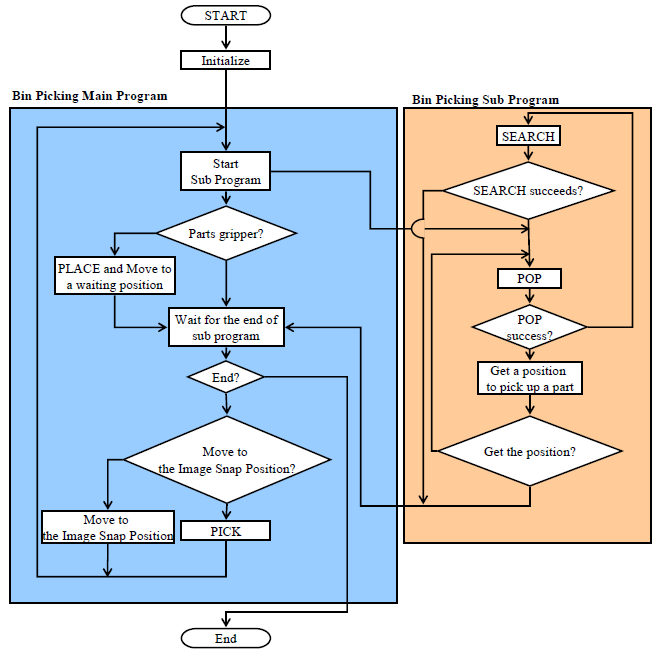 START
Initialize
Bin Picking Main Program
Start
Sub Program
Parts gripper?
PLACE and Move to
a waiting position
Wait for the end of
sub program
End?
Move to
the Image Snap Position?
Move to
the Image Snap Position
PICK
End
Bin Picking Sub Program
SEARCH
SEARCH succeeds?
POP
POP
success?
Get a position
to pick up a part
Get the position?